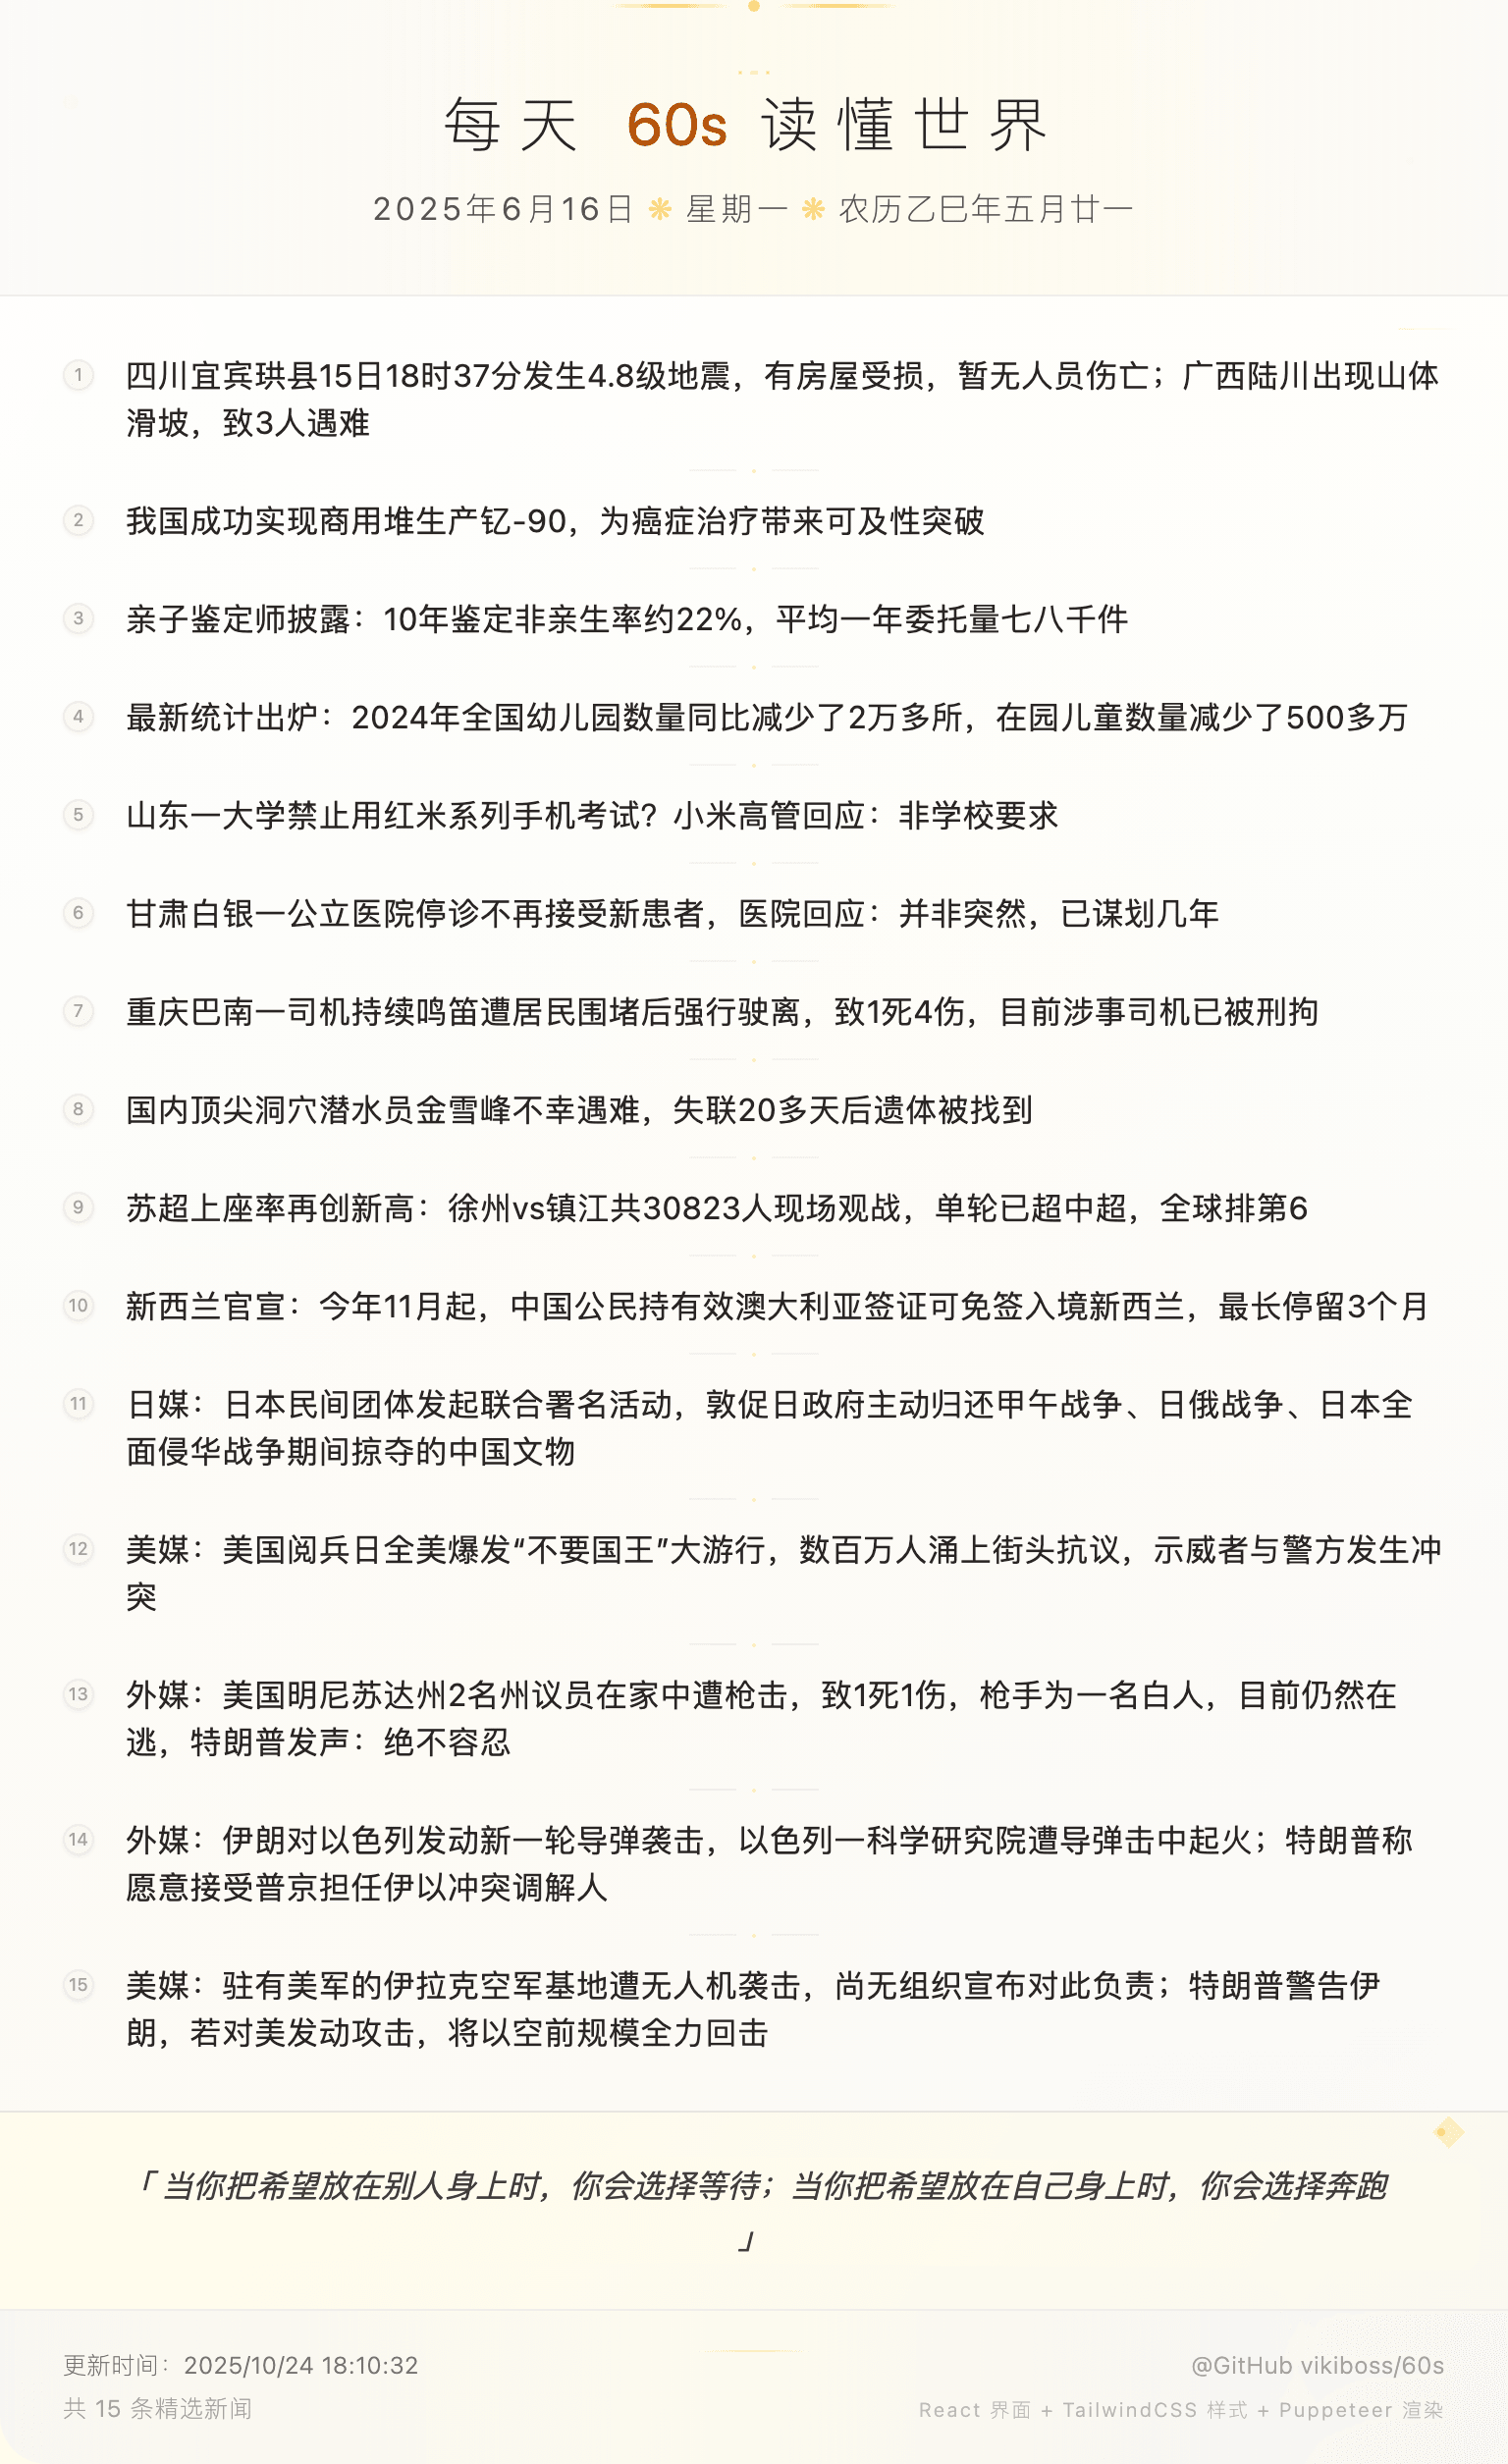 每天 60s 读懂世界
2025年6月16日 ❋ 星期一 ❋ 农历乙巳年五月廿一
1 四川宜宾珙县15日18时37分发生4.8级地震，有房屋受损，暂无人员伤亡；广西陆川出现山体
滑坡，致3人遇难
2 我国成功实现商用堆生产钇-90，为癌症治疗带来可及性突破
3 亲子鉴定师披露：10年鉴定非亲生率约22%，平均一年委托量七八千件
4 最新统计出炉：2024年全国幼儿园数量同比减少了2万多所，在园儿童数量减少了500多万
5 山东一大学禁止用红米系列手机考试？小米高管回应：非学校要求
6 甘肃白银一公立医院停诊不再接受新患者，医院回应：并非突然，已谋划几年
7 重庆巴南一司机持续鸣笛遭居民围堵后强行驶离，致1死4伤，目前涉事司机已被刑拘
8 国内顶尖洞穴潜水员金雪峰不幸遇难，失联20多天后遗体被找到
9 苏超上座率再创新高：徐州vs镇江共30823人现场观战，单轮已超中超，全球排第6
10 新西兰官宣：今年11月起，中国公民持有效澳大利亚签证可免签入境新西兰，最长停留3个月
11 日媒：日本民间团体发起联合署名活动，敦促日政府主动归还甲午战争、日俄战争、日本全
面侵华战争期间掠夺的中国文物
12 美媒：美国阅兵日全美爆发“不要国王”大游行，数百万人涌上街头抗议，示威者与警方发生冲
突
13 外媒：美国明尼苏达州2名州议员在家中遭枪击，致1死1伤，枪手为一名白人，目前仍然在
逃，特朗普发声：绝不容忍
14 外媒：伊朗对以色列发动新一轮导弹袭击，以色列一科学研究院遭导弹击中起火；特朗普称
愿意接受普京担任伊以冲突调解人
15 美媒：驻有美军的伊拉克空军基地遭无人机袭击，尚无组织宣布对此负责；特朗普警告伊
朗，若对美发动攻击，将以空前规模全力回击
「 当你把希望放在别人身上时，你会选择等待；当你把希望放在自己身上时，你会选择奔跑
」
更新时间：2025/10/24 18:10:32
@GitHub vikiboss/60s
共 15 条精选新闻
React 界面 + TailwindCSS 样式 + Puppeteer 渲染